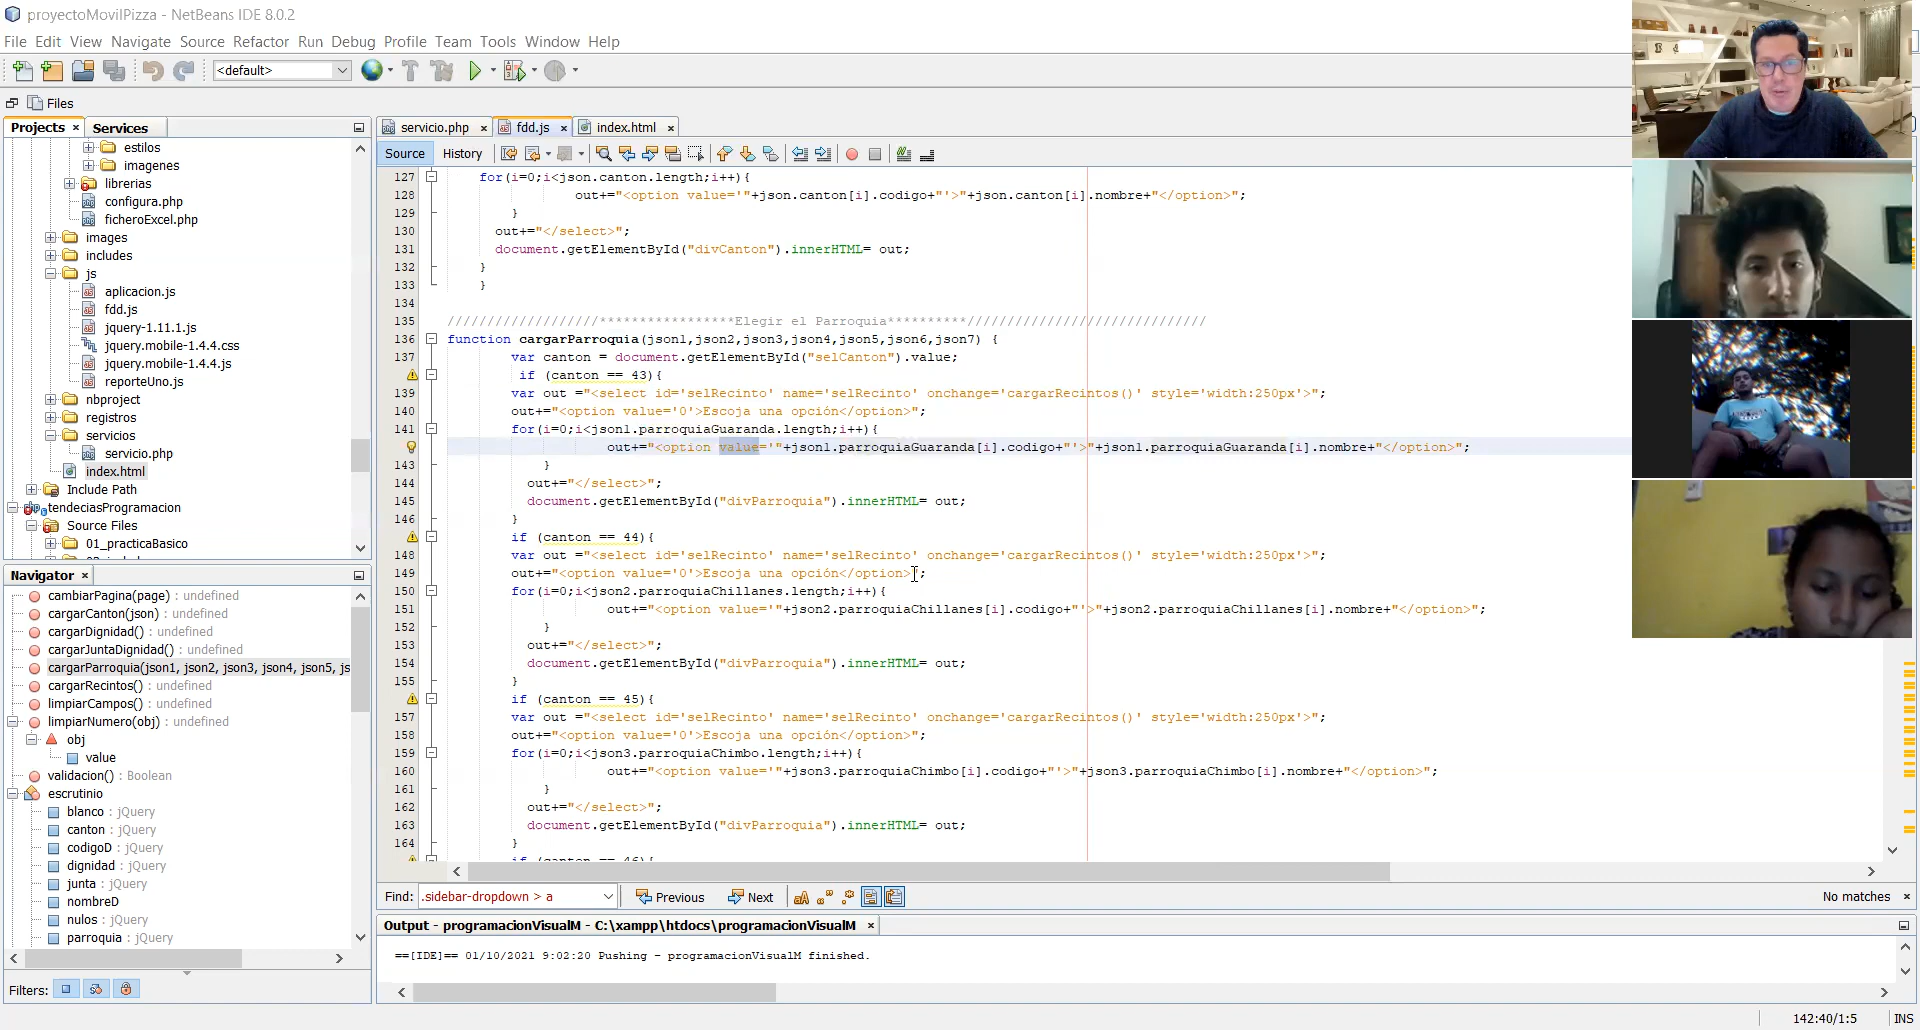 proyectoMovilPizza - NetBeans IDE 8.0.2
File Edit View Navigate Source Refactor Run Debug Profile Team Tools Window Help
<default>
Files
Projects Services
estilos
imagenes
librerias
configura.php
ficheroExcel.php
images
includes
js
aplicacion.js
fdd.js
jquery-1.11.1.js
jquery.mobile-1.4.4.css
jquery.mobile-1.4.4.js
reporteUno.js
nbproject
registros
servicios
servicio.php
index.html
Include Path
tendeciasProgramacion
Source Files
01_practicaBasico
Navigator
cambiarPagina(page) : undefined
cargarCanton(json) : undefined
cargarDignidad() : undefined
cargarJuntaDignidad() : undefined
cargarParroquia(json1, json2, json3, json4, json5, js
cargarRecintos() : undefined
limpiarCampos() : undefined
limpiarNumero(obj) : undefined
obj
value
validacion() : Boolean
escrutinio
blanco : jQuery
canton : jQuery
codigoD : jQuery
dignidad : jQuery
junta : jQuery
nombreD
nulos : jQuery
parroquia : jQuery
Filters:
servicio.php fdd.js index.html
Source History
127 for(i=0;i<json.canton.length;i++){
128 out+="<option value='"+json.canton[i].codigo+"'>"+json.canton[i].nombre+"</option>";
129 }
130 out+="</select>";
131 document.getElementById("divCanton").innerHTML= out;
132 }
133 }
134
135 ///////////////////*****************Elegir el Parroquia**********//////////////////////////////
136 function cargarParroquia(json1,json2,json3,json4,json5,json6,json7) {
137 var canton = document.getElementById("selCanton").value;
if (canton == 43){
139 var out ="<select id='selRecinto' name='selRecinto' onchange='cargarRecintos()' style='width:250px'>";
140 out+="<option value='0'>Escoja una opción</option>";
141 for(i=0;i<json1.parroquiaGuaranda.length;i++){
out+="<option value='"+json1.parroquiaGuaranda[i].codigo+"'>"+json1.parroquiaGuaranda[i].nombre+"</option>";
143 }
144 out+="</select>";
145 document.getElementById("divParroquia").innerHTML= out;
146 }
if (canton == 44){
148 var out ="<select id='selRecinto' name='selRecinto' onchange='cargarRecintos()' style='width:250px'>";
149 out+="<option value='0'>Escoja una opción</option>";
150 for(i=0;i<json2.parroquiaChillanes.length;i++){
151 out+="<option value='"+json2.parroquiaChillanes[i].codigo+"'>"+json2.parroquiaChillanes[i].nombre+"</option>";
152 }
153 out+="</select>";
154 document.getElementById("divParroquia").innerHTML= out;
155 }
if (canton == 45){
157 var out ="<select id='selRecinto' name='selRecinto' onchange='cargarRecintos()' style='width:250px'>";
158 out+="<option value='0'>Escoja una opción</option>";
159 for(i=0;i<json3.parroquiaChimbo.length;i++){
160 out+="<option value='"+json3.parroquiaChimbo[i].codigo+"'>"+json3.parroquiaChimbo[i].nombre+"</option>";
161 }
162 out+="</select>";
163 document.getElementById("divParroquia").innerHTML= out;
164 }
if (canton == 46){
Find: .sidebar-dropdown > a Previous Next No matches
Output - programacionVisualM - C:\xampp\htdocs\programacionVisualM
==[IDE]== 01/10/2021 9:02:20 Pushing - programacionVisualM finished.
142:40/1:5 INS